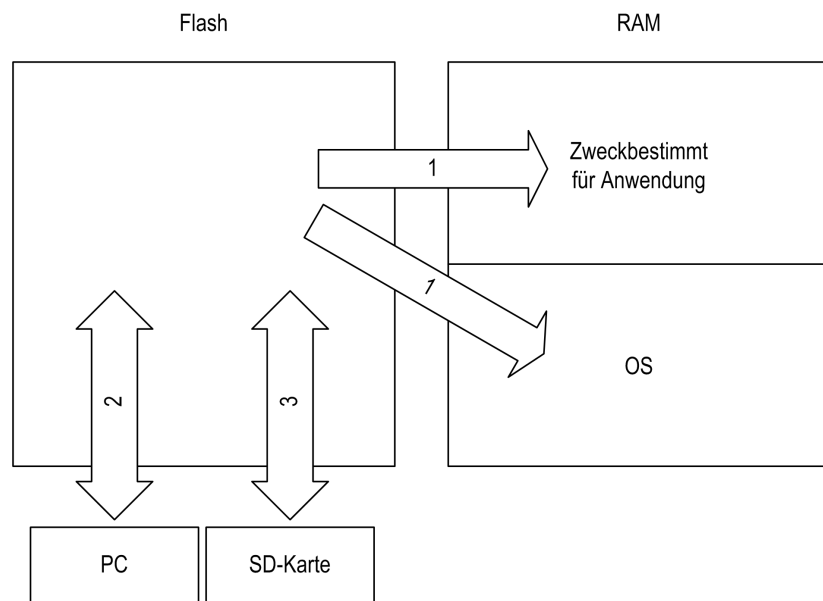 Flash
RAM
1
Zweckbestimmt
für Anwendung
1
OS
2
3
PC
SD-Karte